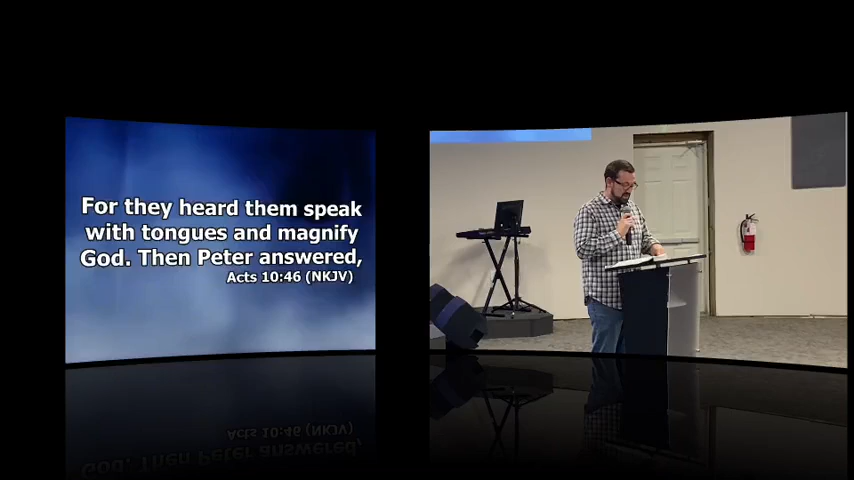 For they heard them speak
with tongues and magnify
God. Then Peter answered,
Acts 10:46 (NKJV)